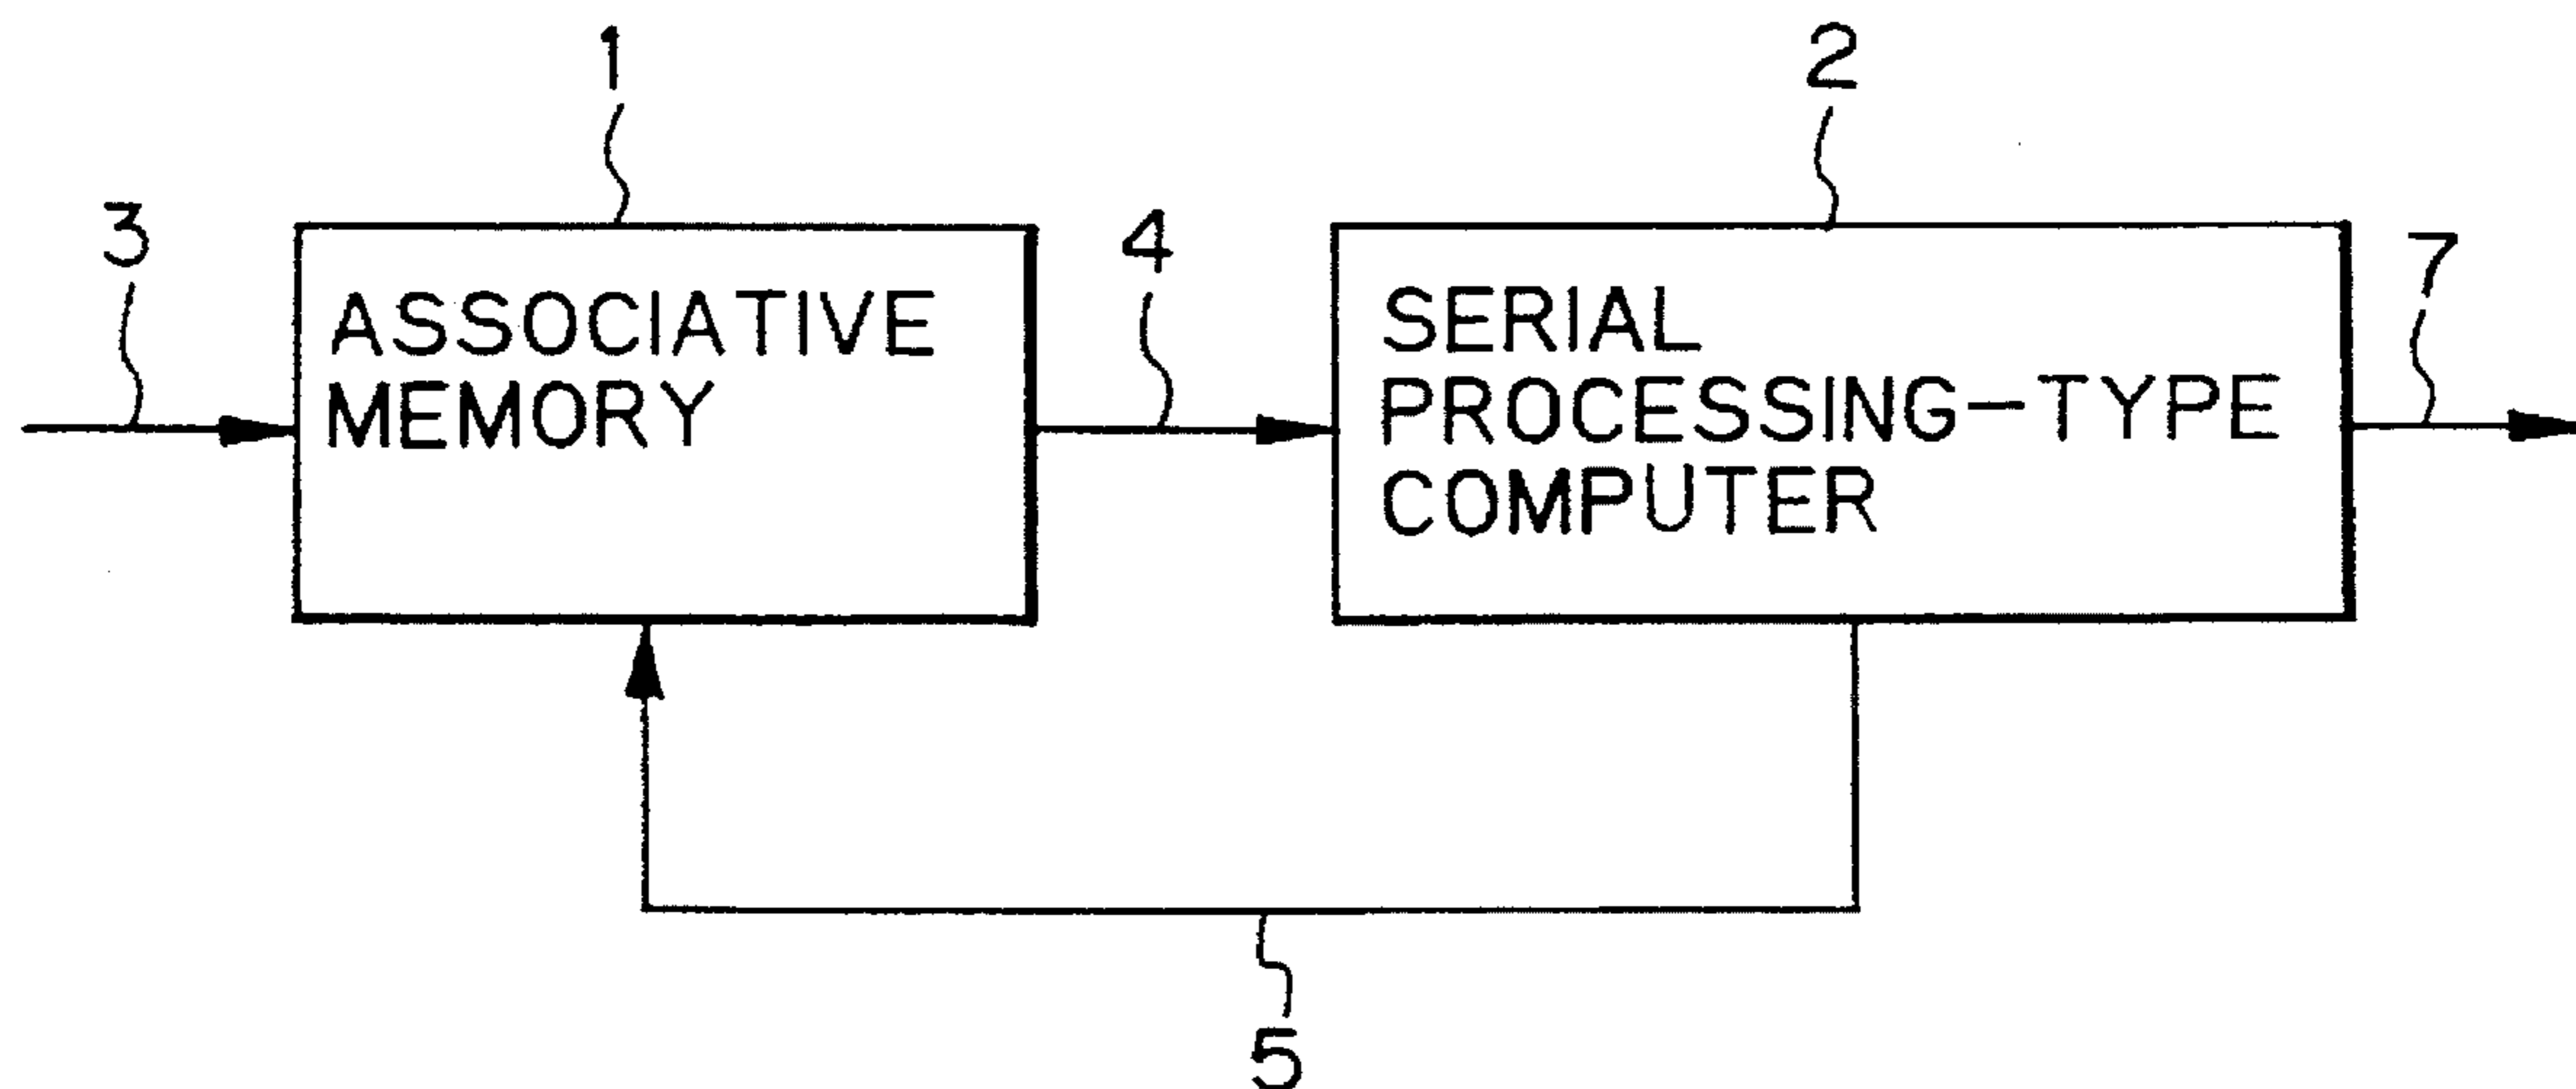 1
2
3
4
7
ASSOCIATIVE
MEMORY
SERIAL
PROCESSING-TYPE
COMPUTER
5